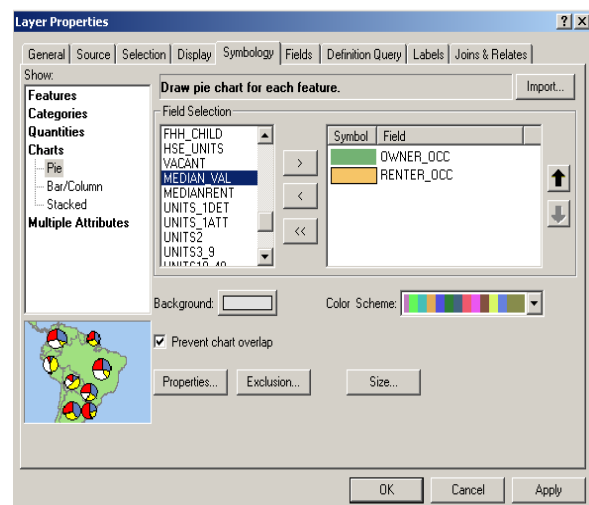 Layer Properties
General Source Selection Display Symbology Fields Definition Query Labels Joins & Relates
Show:
Features
Categories
Quantities
Charts
Pie
Bar/Column
Stacked
Multiple Attributes
Draw pie chart for each feature.
Import...
Field Selection
FHH_CHILD
HSE_UNITS
VACANT
MEDIAN_VAL
MEDIANRENT
UNITS_1DET
UNITS_1ATT
UNITS2
UNITS3_9
UNITS10_49
>
<
<<
Symbol Field
OWNER_OCC
RENTER_OCC
Background:
Color Scheme:
Prevent chart overlap
Properties... Exclusion... Size...
OK Cancel Apply